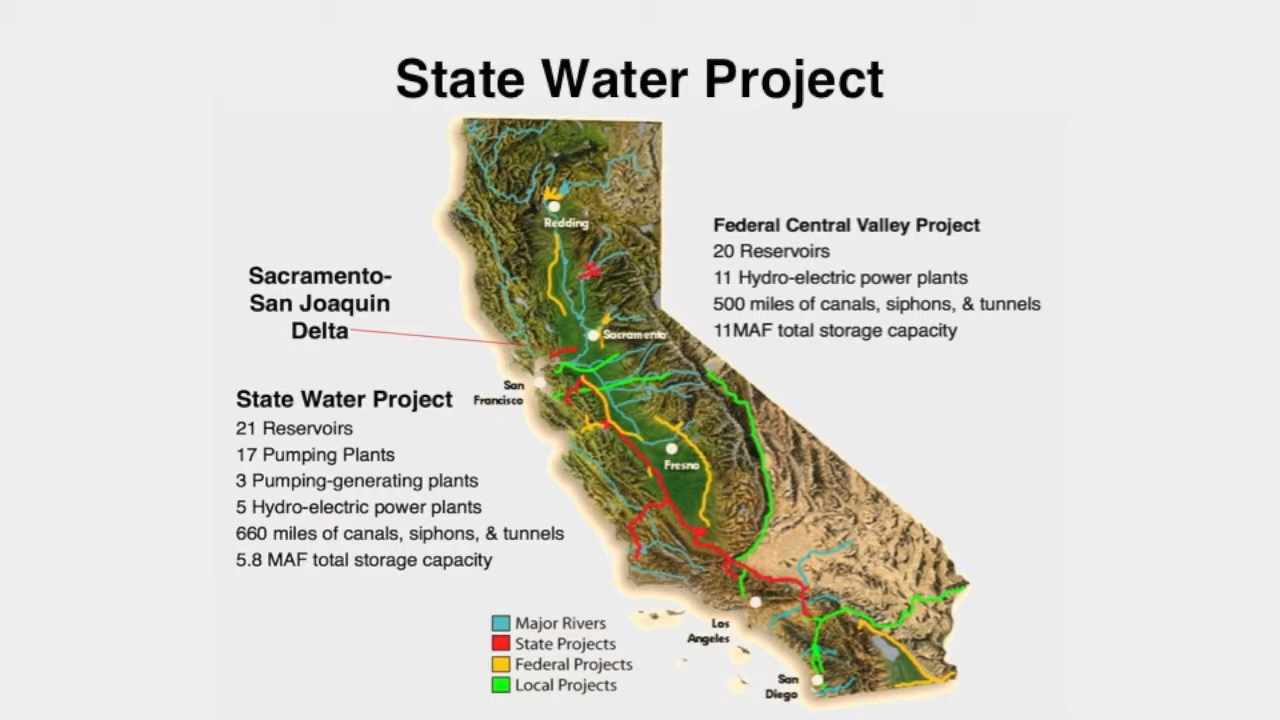 State Water Project
Redding
Federal Central Valley Project
20 Reservoirs
11 Hydro-electric power plants
500 miles of canals, siphons, & tunnels
11MAF total storage capacity
Sacramento-
San Joaquin
Delta
Sacramento
San
Francisco
State Water Project
21 Reservoirs
17 Pumping Plants
3 Pumping-generating plants
5 Hydro-electric power plants
660 miles of canals, siphons, & tunnels
5.8 MAF total storage capacity
Fresno
Los
Angeles
San
Diego
Major Rivers
State Projects
Federal Projects
Local Projects